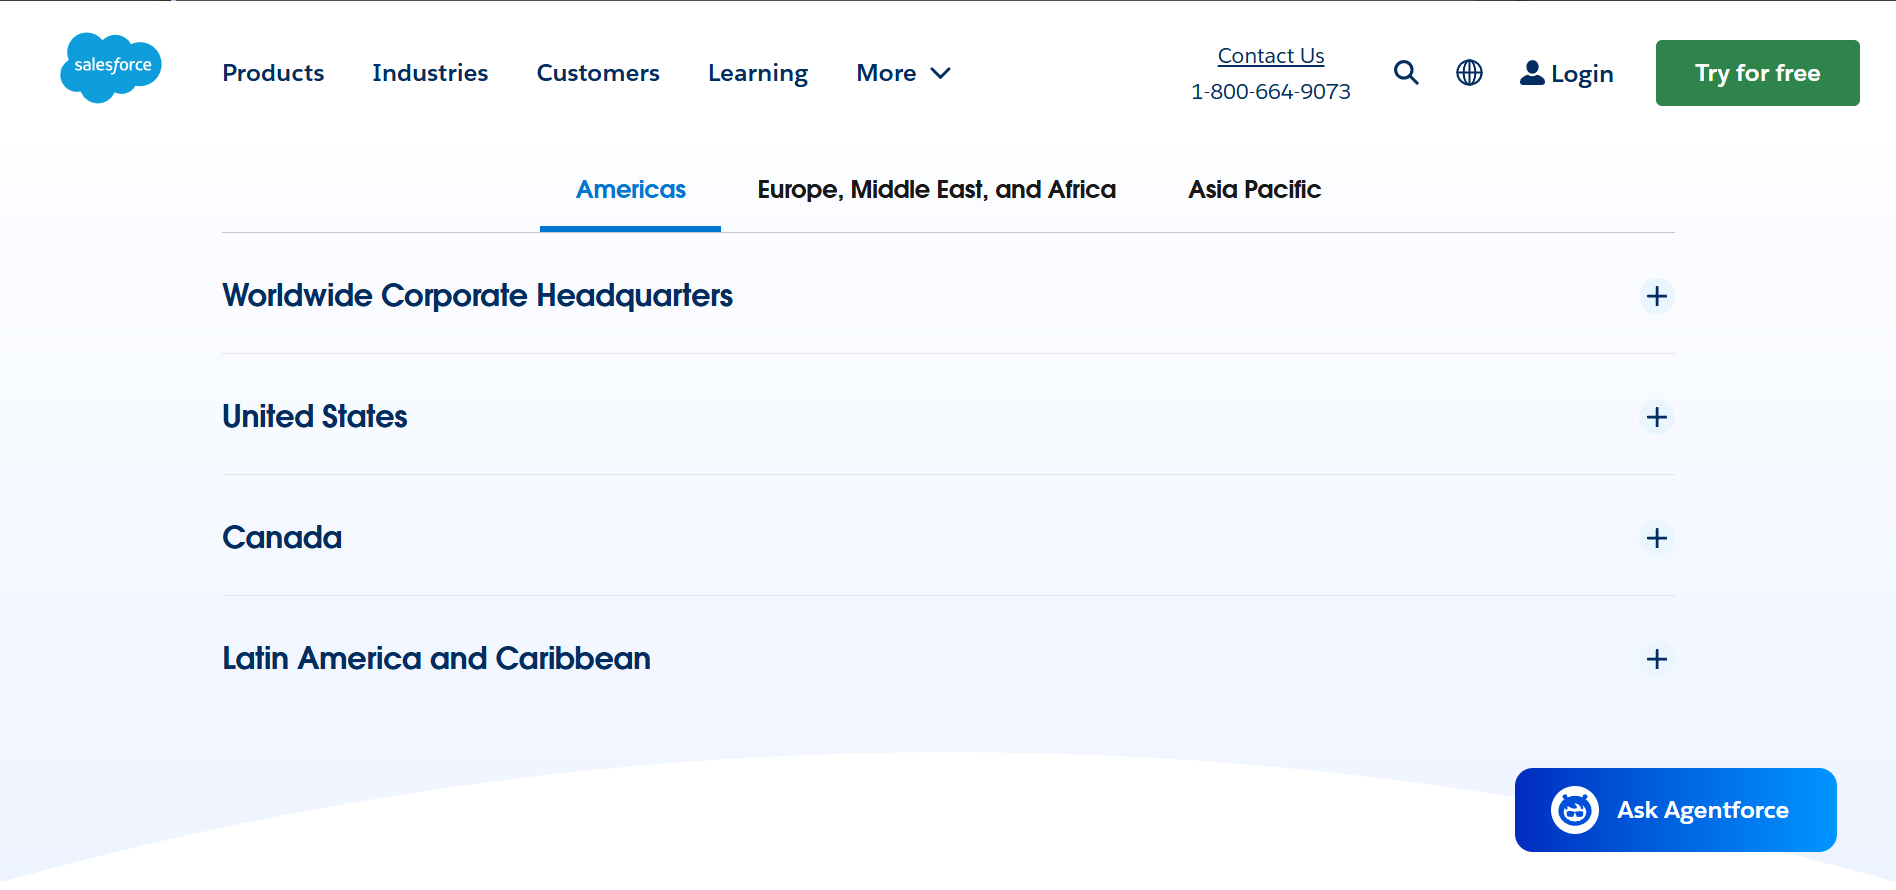 salesforce
Products Industries Customers Learning More
Contact Us
1-800-664-9073
Login
Try for free
Americas Europe, Middle East, and Africa Asia Pacific
Worldwide Corporate Headquarters
United States
Canada
Latin America and Caribbean
Ask Agentforce